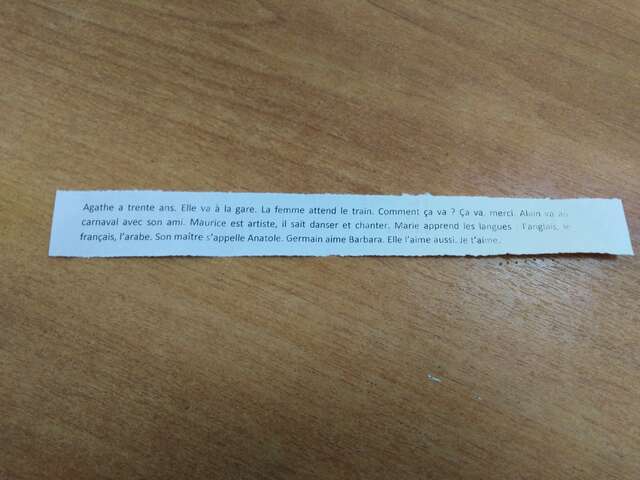 Agathe a trente ans. Elle va à la gare. La femme attend le train. Comment ça va ? Ça va, merci. Alain va au
carnaval avec son ami. Maurice est artiste, il sait danser et chanter. Marie apprend les langues : l'anglais, le
français, l'arabe. Son maître s'appelle Anatole. Germain aime Barbara. Elle l'aime aussi. Je t'aime.